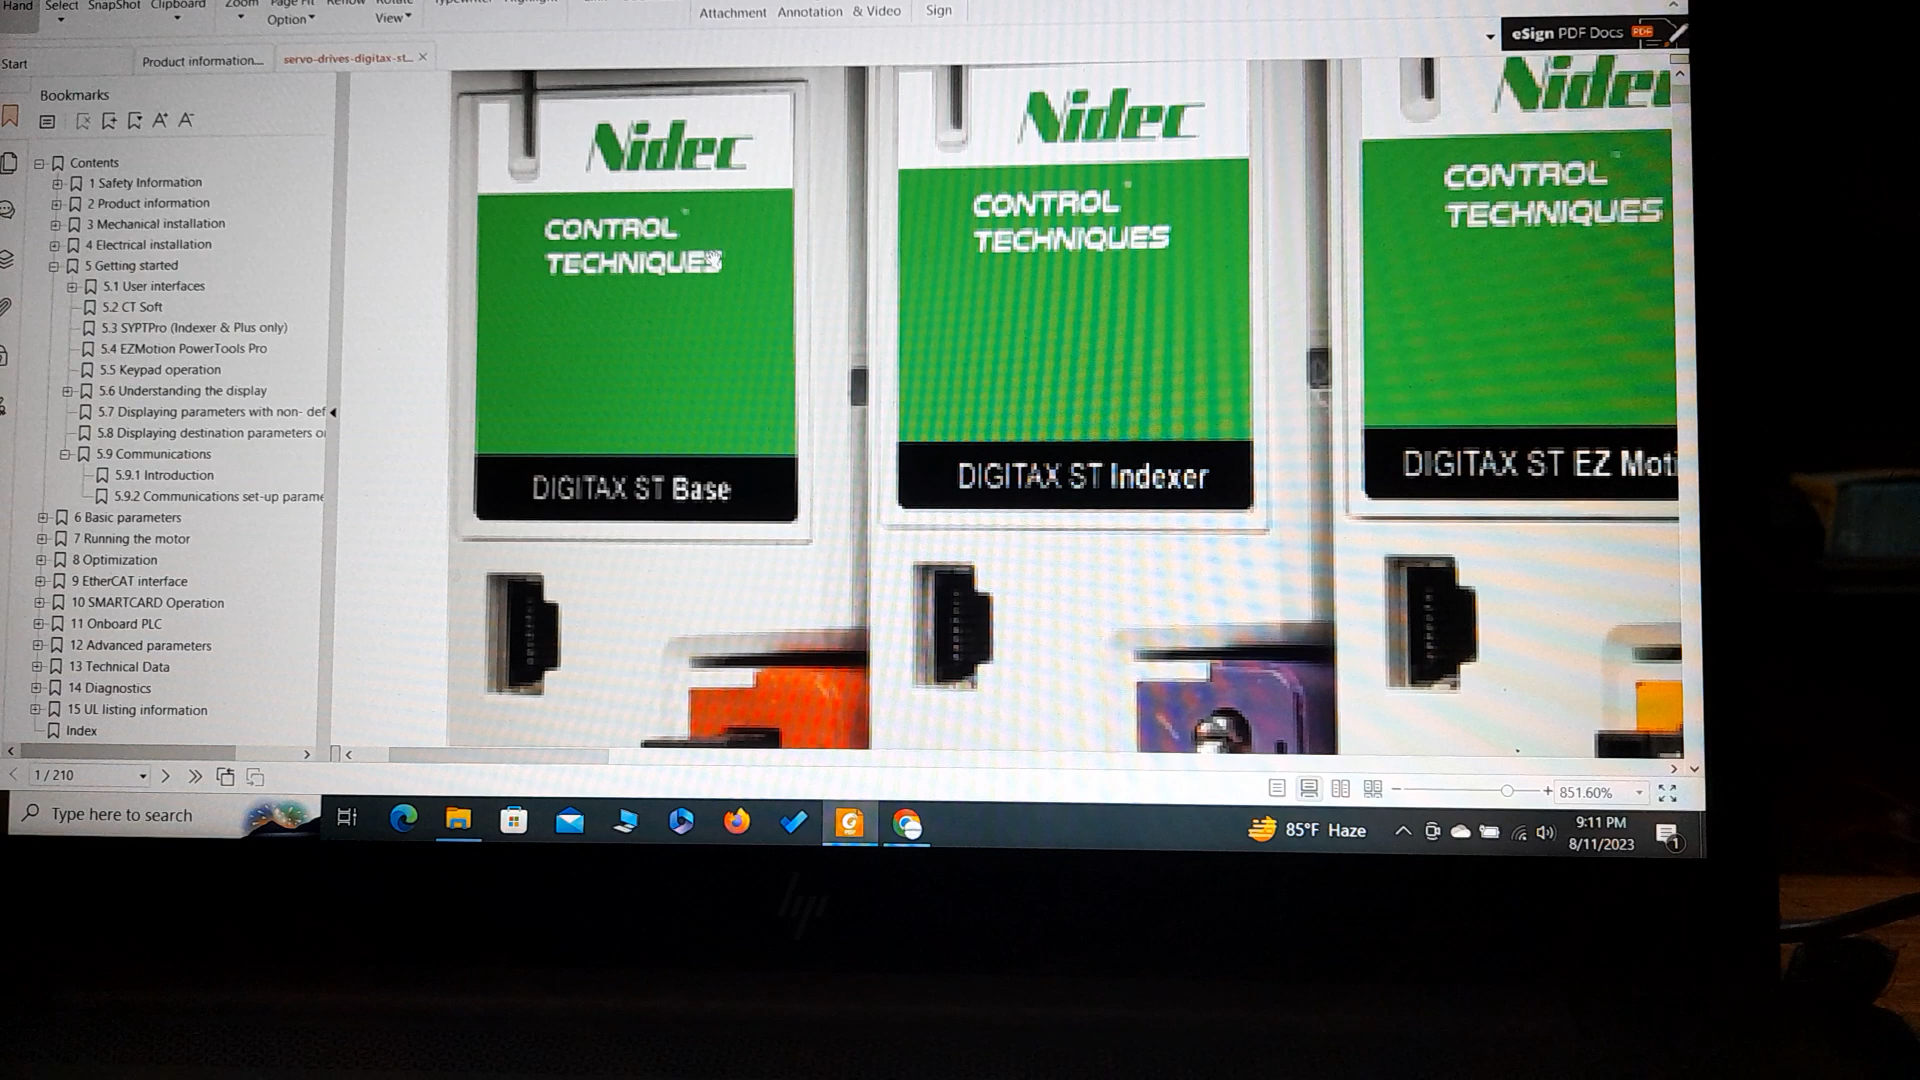 Hand Select SnapShot Clipboard Zoom Page Fit
Option View
Attachment Annotation & Video Sign
eSign PDF Docs PDF
Start Product information... servo-drives-digitax-st...
Bookmarks
Contents
1 Safety Information
2 Product information
3 Mechanical installation
4 Electrical installation
5 Getting started
5.1 User interfaces
5.2 CT Soft
5.3 SYPTPro (Indexer & Plus only)
5.4 EZMotion PowerTools Pro
5.5 Keypad operation
5.6 Understanding the display
5.7 Displaying parameters with non- def
5.8 Displaying destination parameters o
5.9 Communications
5.9.1 Introduction
5.9.2 Communications set-up parame
6 Basic parameters
7 Running the motor
8 Optimization
9 EtherCAT interface
10 SMARTCARD Operation
11 Onboard PLC
12 Advanced parameters
13 Technical Data
14 Diagnostics
15 UL listing information
Index
Nidec
CONTROL
TECHNIQUES
DIGITAX ST Base
Nidec
CONTROL
TECHNIQUES
DIGITAX ST Indexer
Nidec
CONTROL
TECHNIQUES
DIGITAX ST EZ Moti
1 / 210
851.60%
Type here to search
85°F Haze
9:11 PM
8/11/2023
1
hp